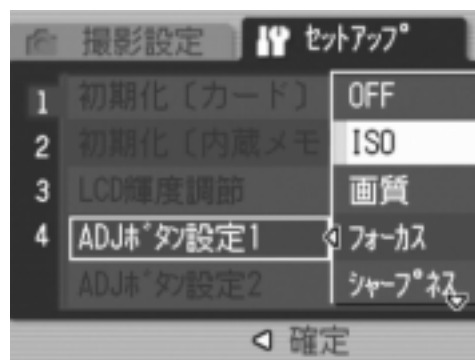 撮影設定 セットアップ
1 初期化〔カード〕 OFF
2 初期化〔内蔵メモ ISO
3 LCD輝度調節 画質
4 ADJボタン設定1 フォーカス
ADJボタン設定2 シャープネス
確定